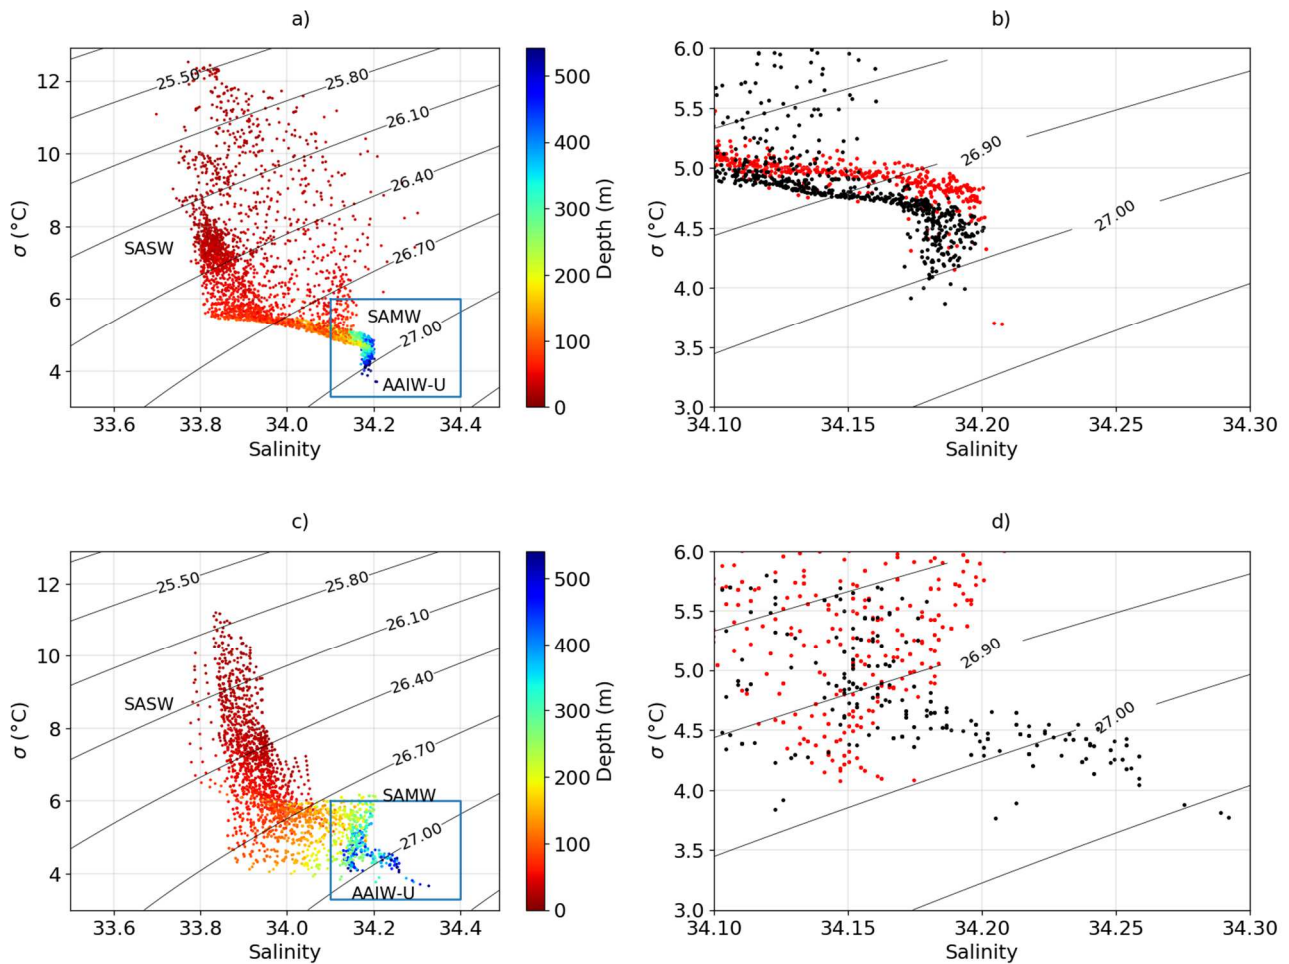 a)
25.50
25.80
26.10
26.40
26.70
27.00
SASW
SAMW
AAIW-U
12
10
8
6
4
σ (°C)
33.6 33.8 34.0 34.2 34.4
Salinity
500
400
300
200
100
0
Depth (m)
b)
6.0
5.5
5.0
4.5
4.0
3.5
3.0
σ (°C)
26.90
27.00
34.10 34.15 34.20 34.25 34.30
Salinity
c)
25.50
25.80
26.10
26.40
26.70
27.00
SASW
SAMW
AAIW-U
12
10
8
6
4
σ (°C)
33.6 33.8 34.0 34.2 34.4
Salinity
500
400
300
200
100
0
Depth (m)
d)
6.0
5.5
5.0
4.5
4.0
3.5
3.0
σ (°C)
26.90
27.00
34.10 34.15 34.20 34.25 34.30
Salinity